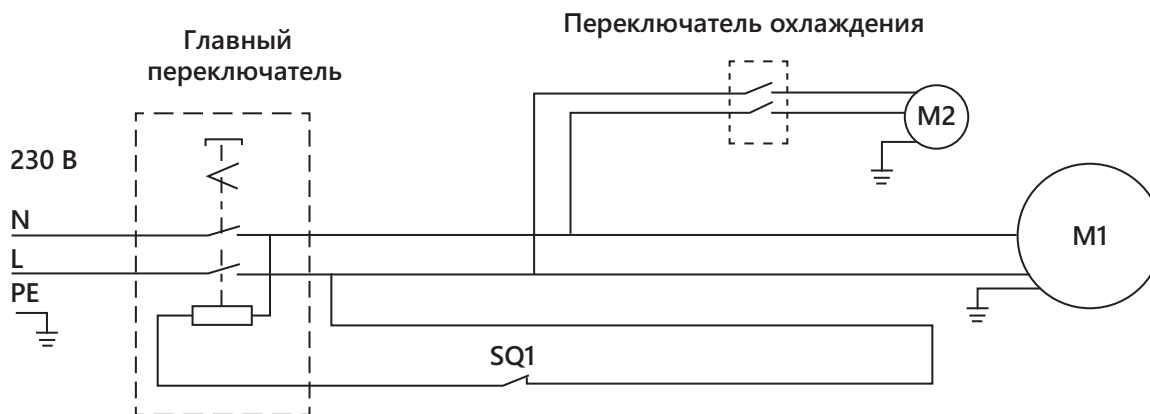 Переключатель охлаждения
Главный
переключатель
M2
230 В
N
M1
L
PE
SQ1